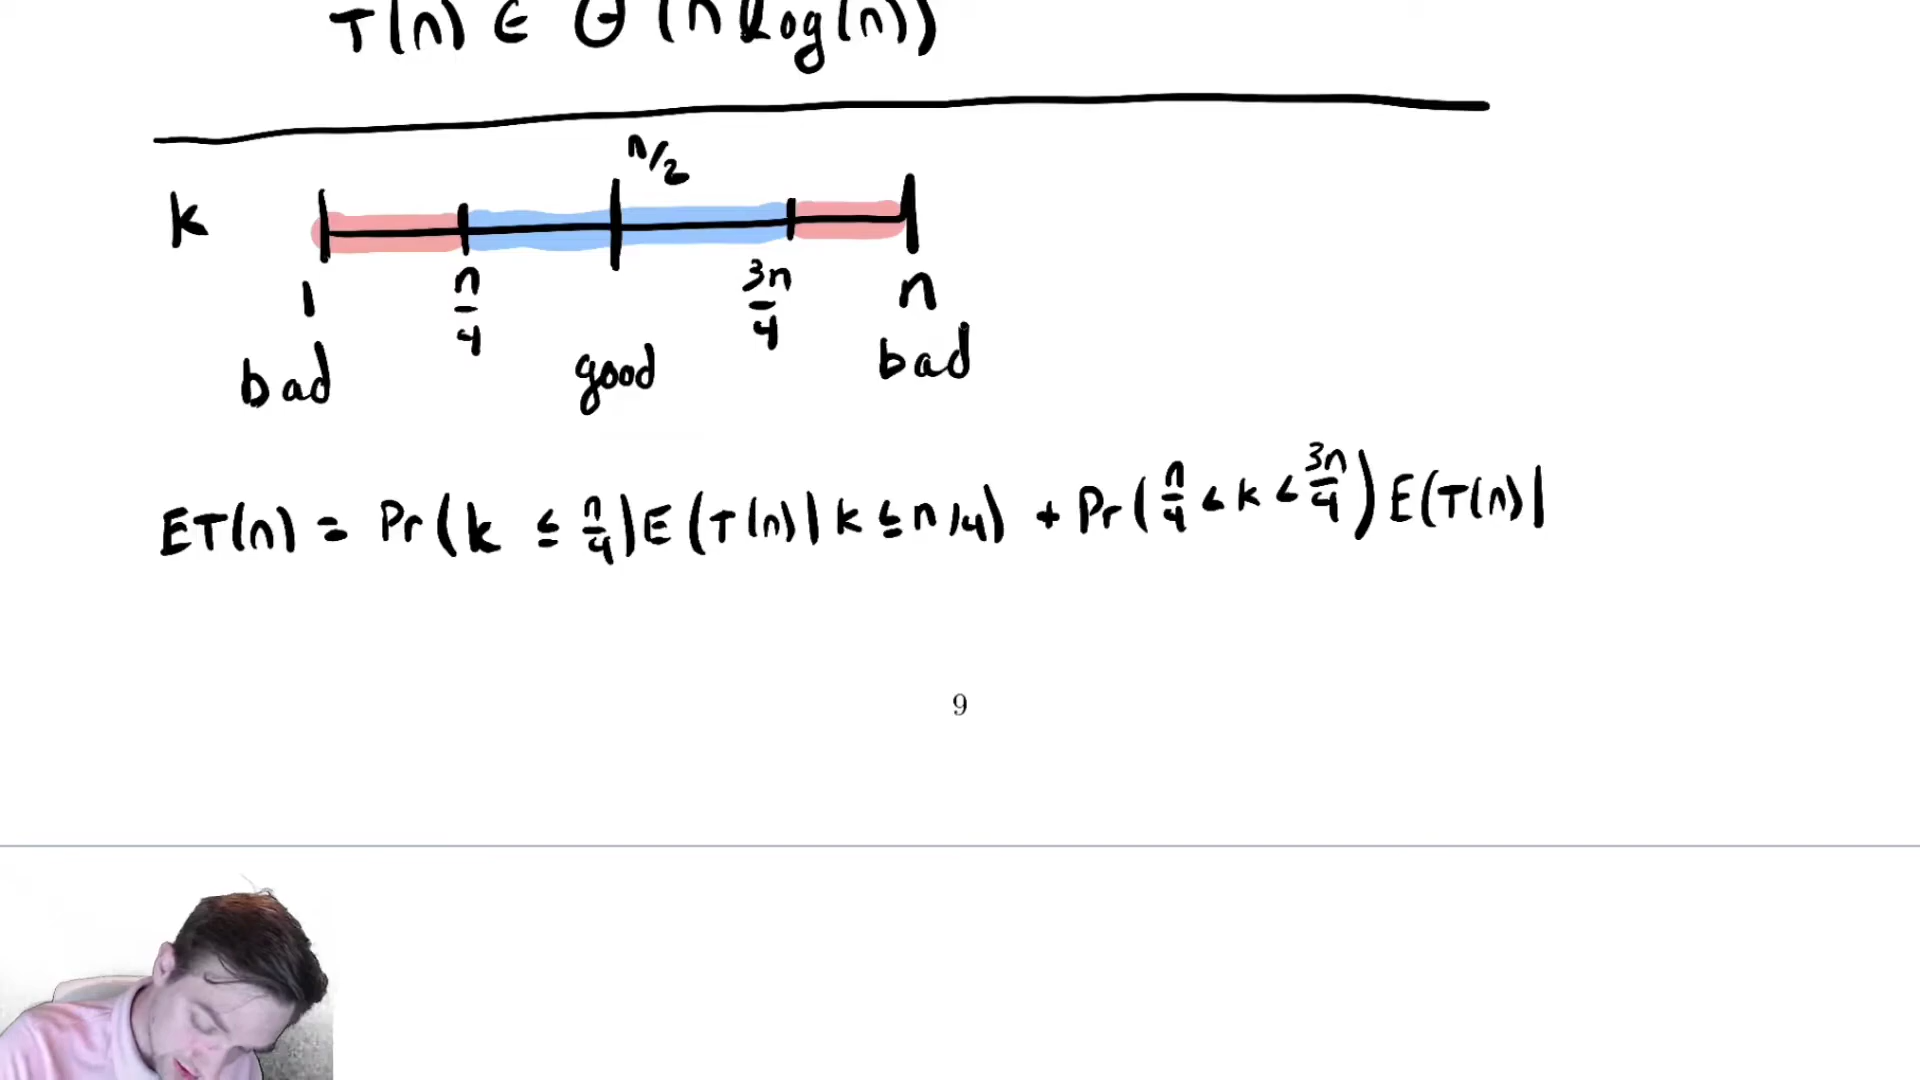 T(n) ∈ Θ(n log(n))
n/2
k
1 n/4 3n/4 n
bad good bad
ET(n) = Pr(k ≤ n/4)E(T(n)|k ≤ n/4) + Pr(n/4 < k < 3n/4)E(T(n)|
9